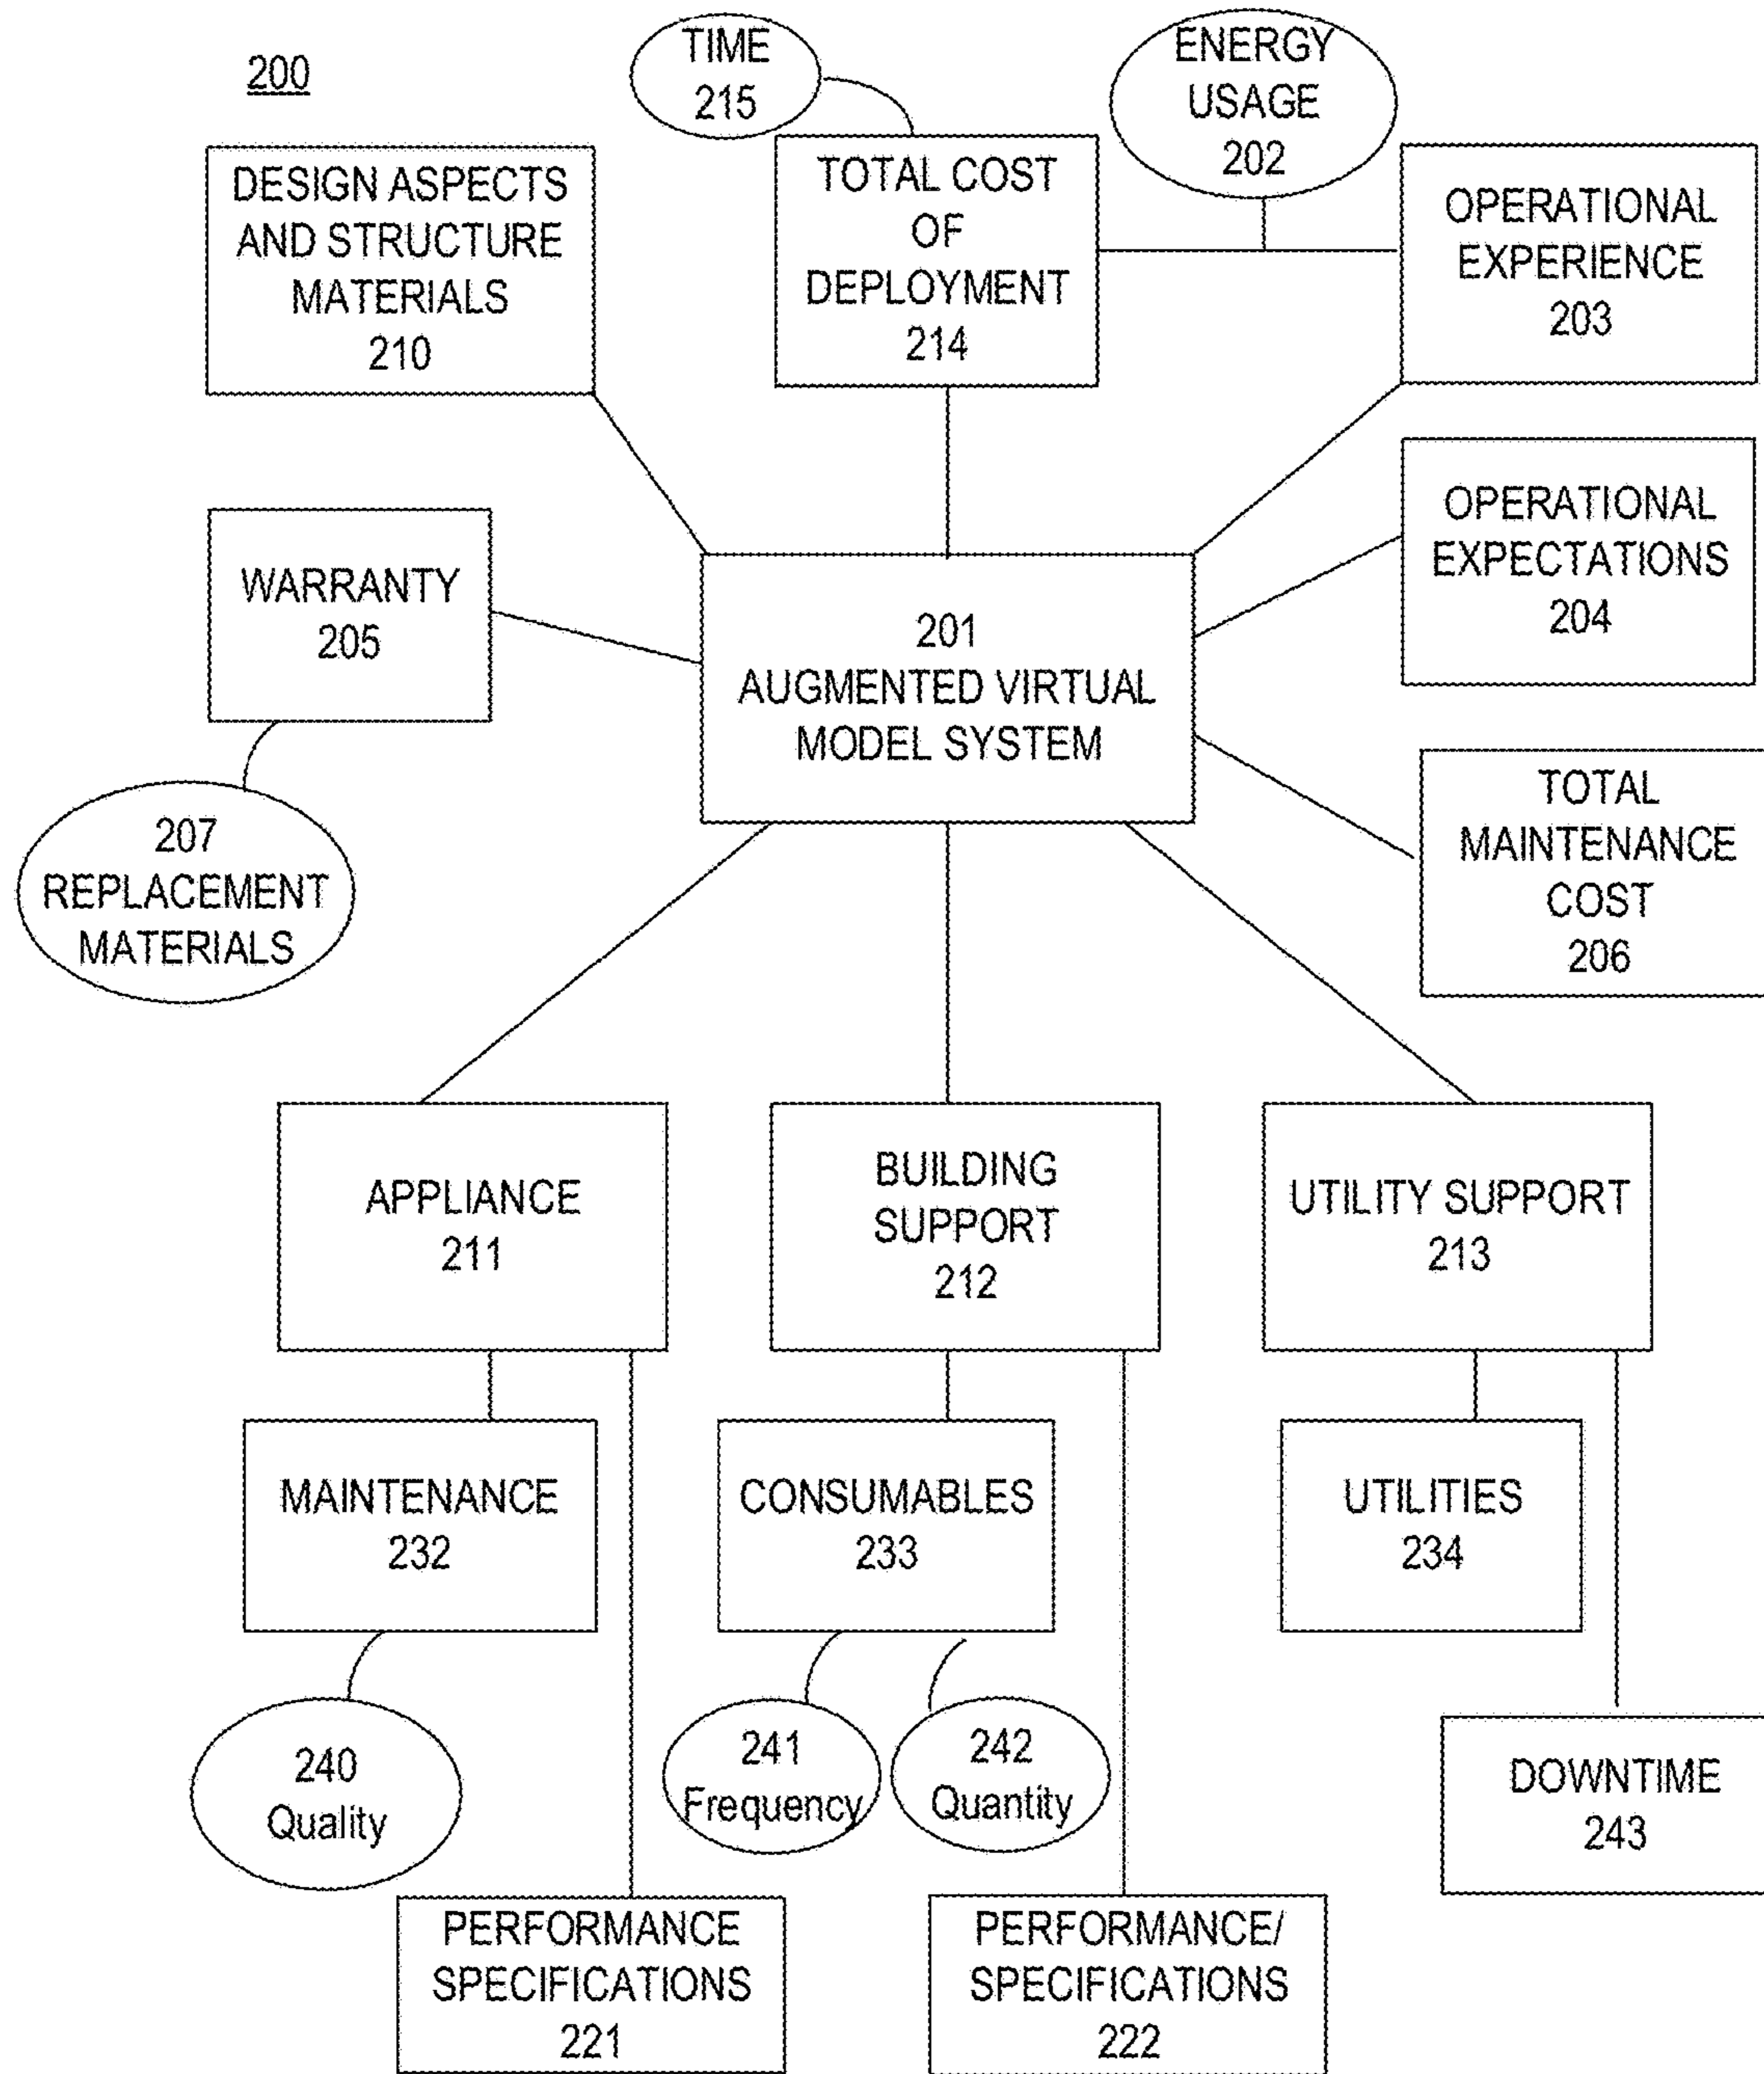 200
TIME
215
ENERGY
USAGE
202
DESIGN ASPECTS
AND STRUCTURE
MATERIALS
210
TOTAL COST
OF
DEPLOYMENT
214
OPERATIONAL
EXPERIENCE
203
OPERATIONAL
EXPECTATIONS
204
WARRANTY
205
201
AUGMENTED VIRTUAL
MODEL SYSTEM
TOTAL
MAINTENANCE
COST
206
207
REPLACEMENT
MATERIALS
APPLIANCE
211
BUILDING
SUPPORT
212
UTILITY SUPPORT
213
MAINTENANCE
232
CONSUMABLES
233
UTILITIES
234
240
Quality
241
Frequency
242
Quantity
DOWNTIME
243
PERFORMANCE
SPECIFICATIONS
221
PERFORMANCE/
SPECIFICATIONS
222